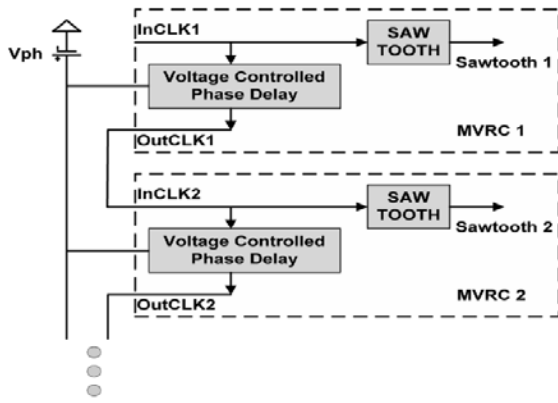 InCLK1
SAW
TOOTH
Sawtooth 1
Vph
Voltage Controlled
Phase Delay
OutCLK1
MVRC 1
InCLK2
SAW
TOOTH
Sawtooth 2
Voltage Controlled
Phase Delay
OutCLK2
MVRC 2